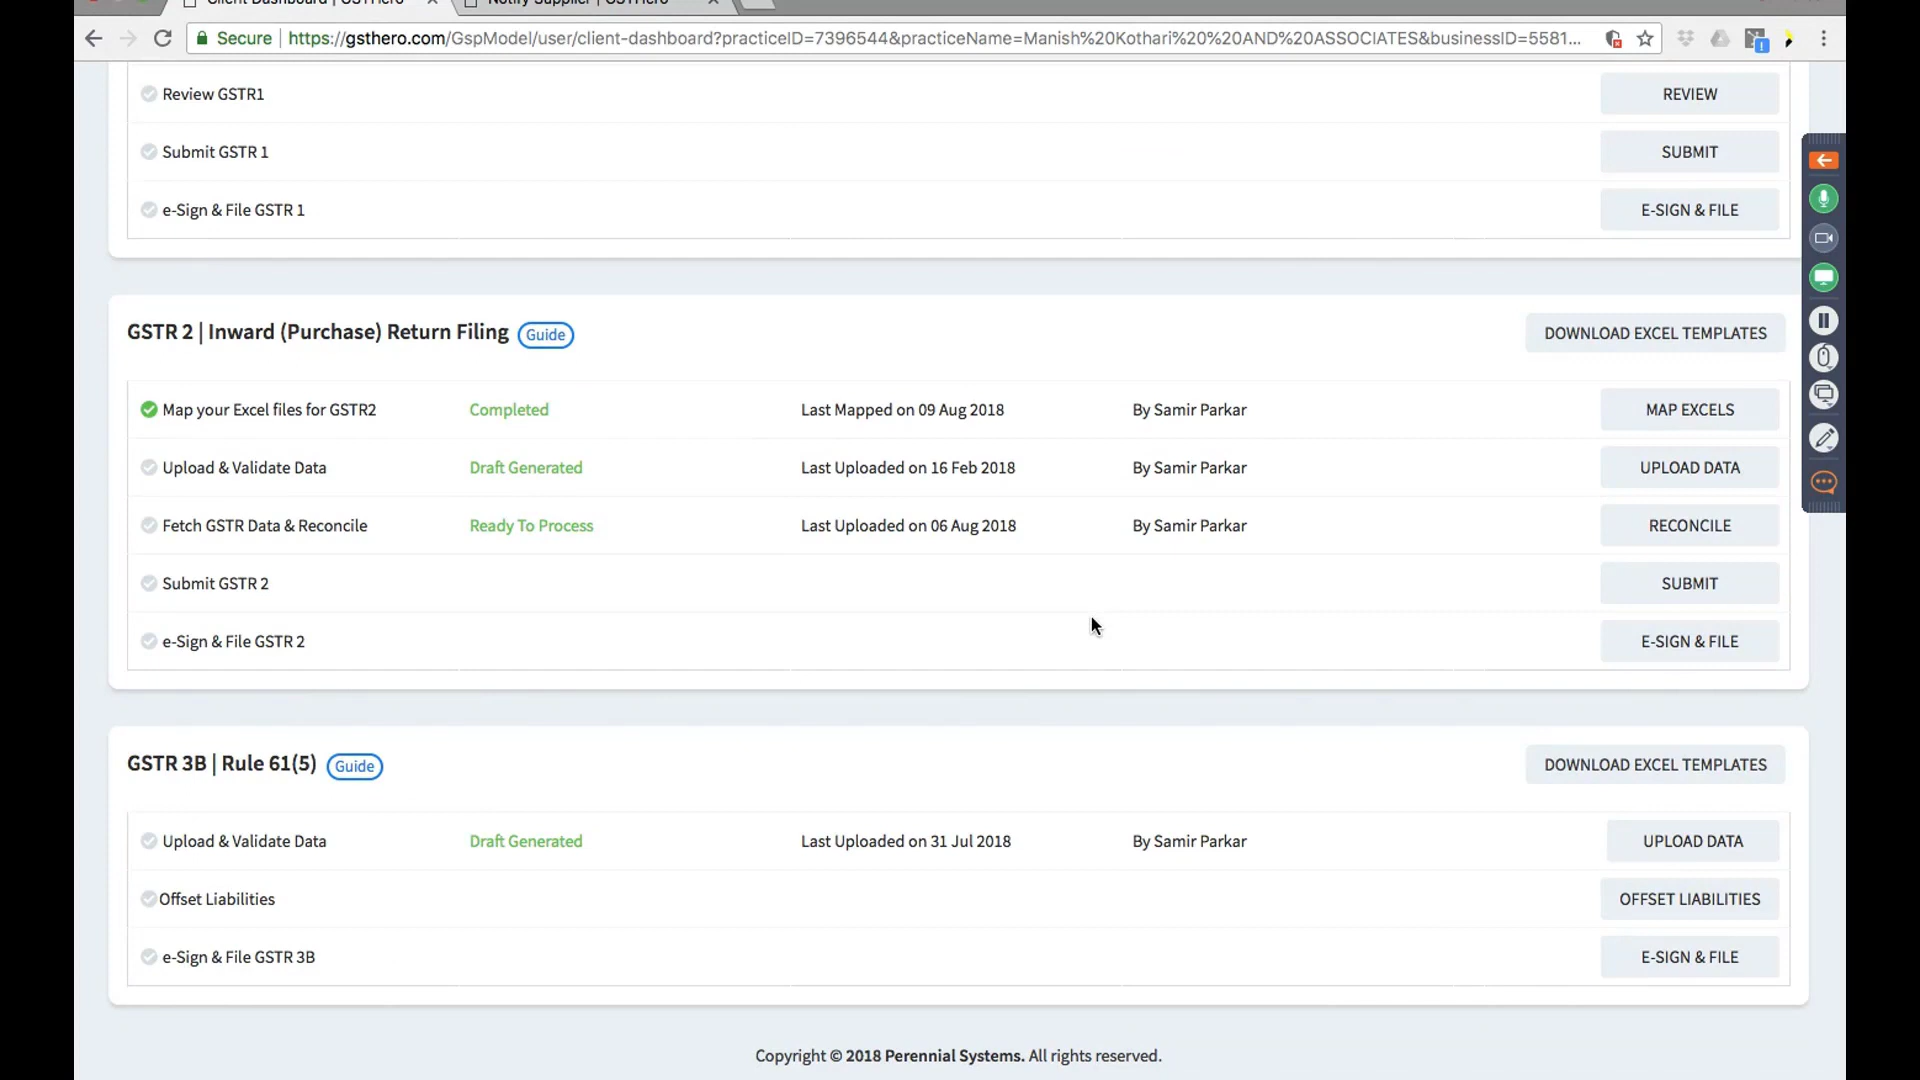 Client Dashboard | GSTHero
Notify Supplier | GSTHero
Secure https://gsthero.com/GspModel/user/client-dashboard?practiceID=7396544&practiceName=Manish%20Kothari%20%20AND%20ASSOCIATES&businessID=5581...
Review GSTR1 REVIEW
Submit GSTR 1 SUBMIT
e-Sign & File GSTR 1 E-SIGN & FILE
GSTR 2 | Inward (Purchase) Return Filing Guide DOWNLOAD EXCEL TEMPLATES
Map your Excel files for GSTR2 Completed Last Mapped on 09 Aug 2018 By Samir Parkar MAP EXCELS
Upload & Validate Data Draft Generated Last Uploaded on 16 Feb 2018 By Samir Parkar UPLOAD DATA
Fetch GSTR Data & Reconcile Ready To Process Last Uploaded on 06 Aug 2018 By Samir Parkar RECONCILE
Submit GSTR 2 SUBMIT
e-Sign & File GSTR 2 E-SIGN & FILE
GSTR 3B | Rule 61(5) Guide DOWNLOAD EXCEL TEMPLATES
Upload & Validate Data Draft Generated Last Uploaded on 31 Jul 2018 By Samir Parkar UPLOAD DATA
Offset Liabilities OFFSET LIABILITIES
e-Sign & File GSTR 3B E-SIGN & FILE
Copyright © 2018 Perennial Systems. All rights reserved.